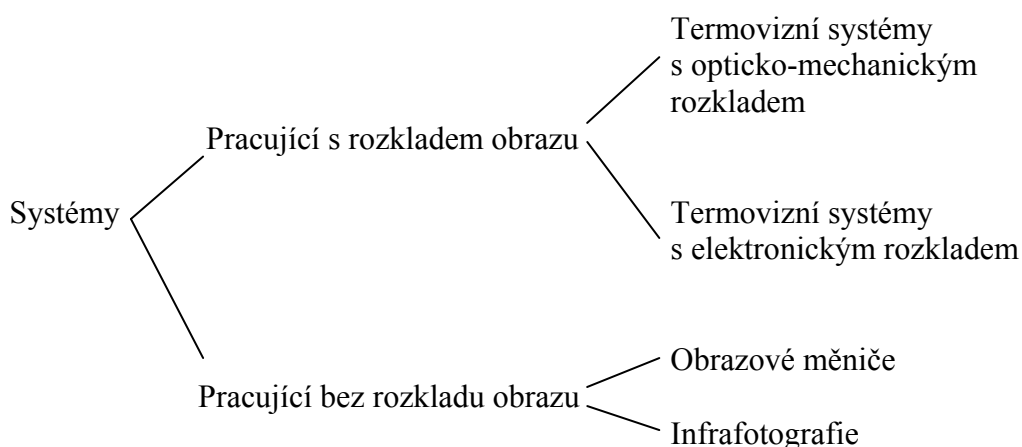 Termovizní systémy
s opticko-mechanickým
rozkladem
Pracující s rozkladem obrazu
Systémy
Termovizní systémy
s elektronickým rozkladem
Obrazové měniče
Pracující bez rozkladu obrazu
Infrafotografie